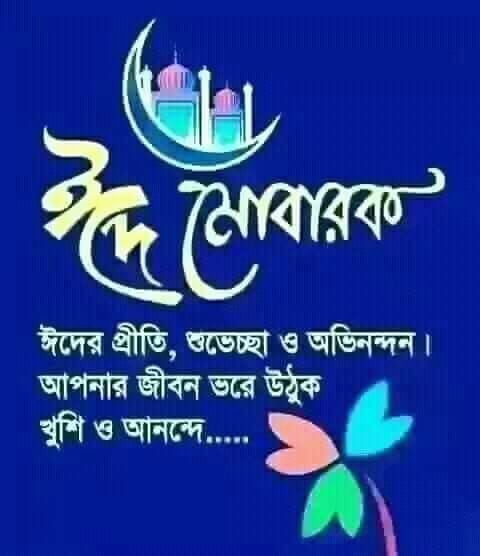 ঈদ মোবারক
ঈদের প্রীতি, শুভেচ্ছা ও অভিনন্দন।
আপনার জীবন ভরে উঠুক
খুশি ও আনন্দে.....